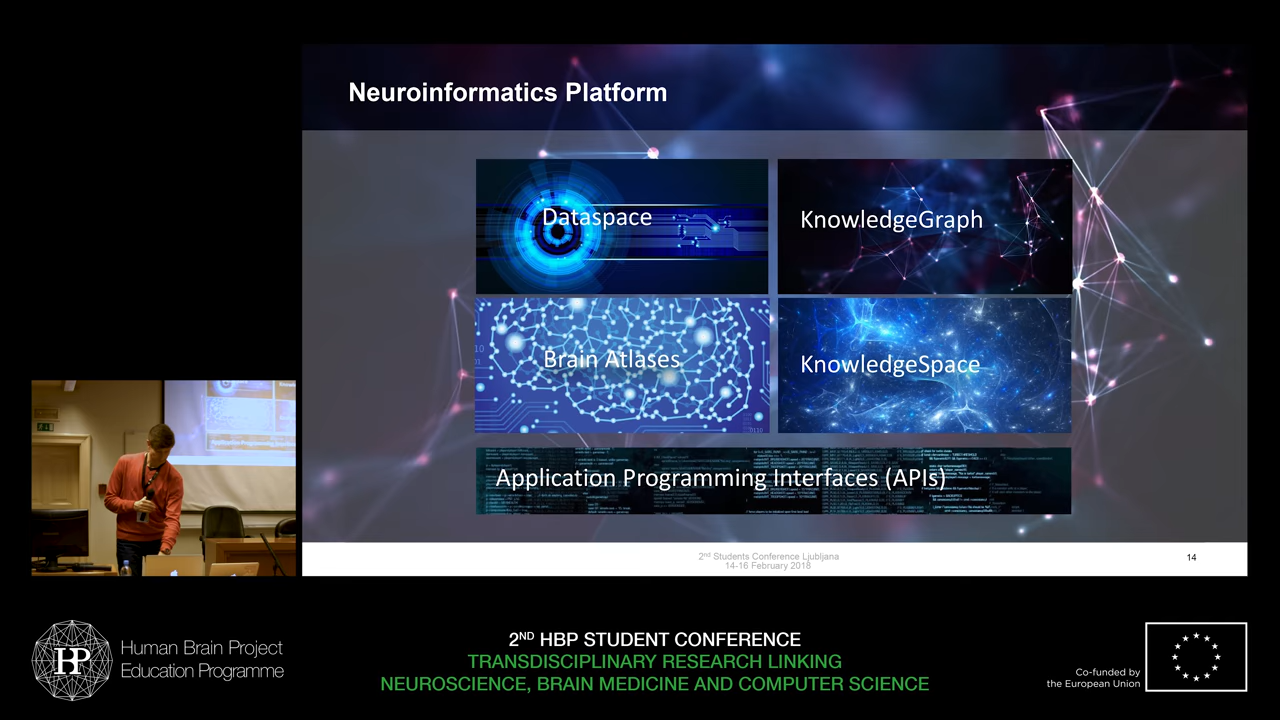 Neuroinformatics Platform
Dataspace
KnowledgeGraph
Brain Atlases
KnowledgeSpace
Application Programming Interfaces (APIs)
2nd Students Conference Ljubljana
14-16 February 2018
14
HP
Human Brain Project
Education Programme
2ND HBP STUDENT CONFERENCE
TRANSDISCIPLINARY RESEARCH LINKING
NEUROSCIENCE, BRAIN MEDICINE AND COMPUTER SCIENCE
Co-funded by
the European Union